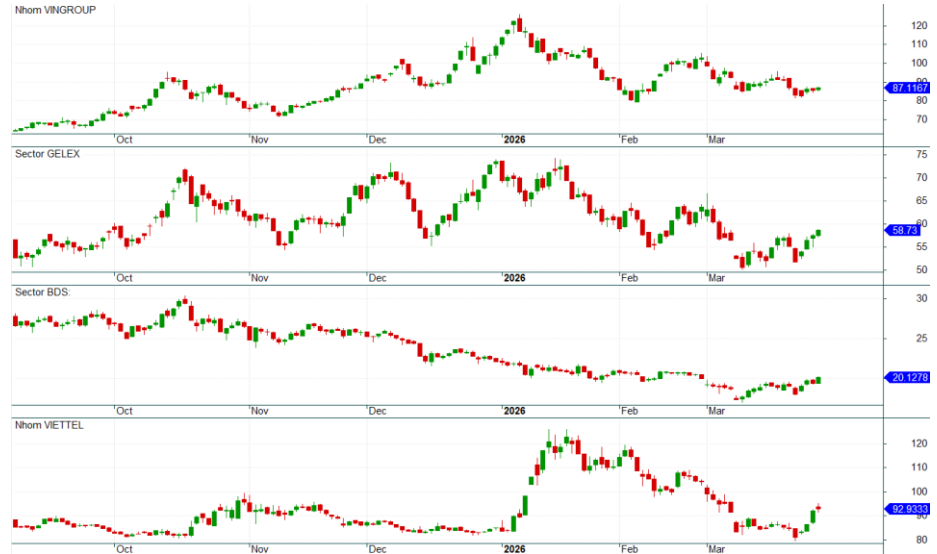 Nhom VINGROUP
120
110
100
90
87.1167
80
70
Oct Nov Dec 2026 Feb Mar
Sector GELEX
75
70
65
60
58.73
55
50
Oct Nov Dec 2026 Feb Mar
Sector BDS:
30
25
20.1278
Oct Nov Dec 2026 Feb Mar
Nhom VIETTEL
120
100
92.9333
90
80
Oct Nov Dec 2026 Feb Mar